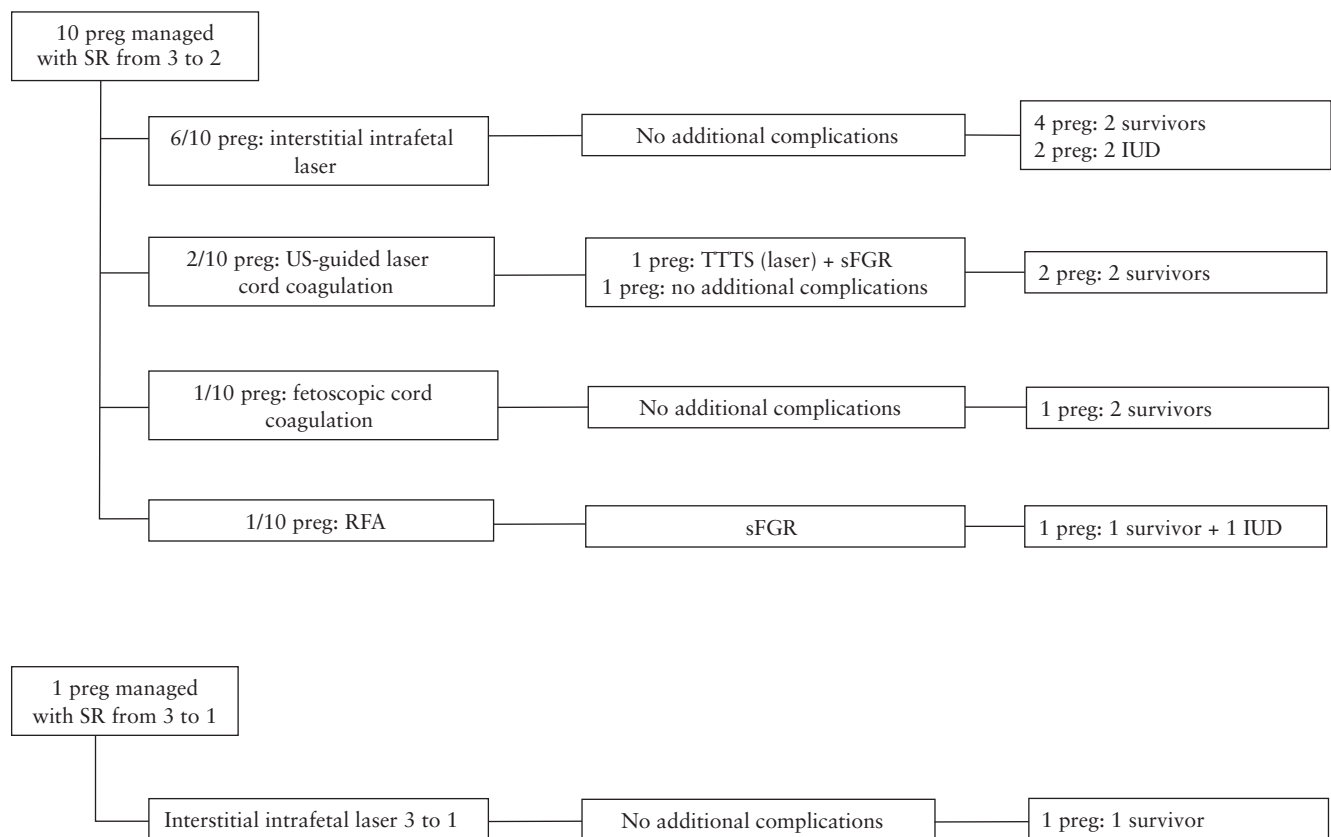 10 preg managed
with SR from 3 to 2
6/10 preg: interstitial intrafetal
laser
No additional complications
4 preg: 2 survivors
2 preg: 2 IUD
2/10 preg: US-guided laser
cord coagulation
1 preg: TTTS (laser) + sFGR
1 preg: no additional complications
2 preg: 2 survivors
1/10 preg: fetoscopic cord
coagulation
No additional complications
1 preg: 2 survivors
1/10 preg: RFA
sFGR
1 preg: 1 survivor + 1 IUD
1 preg managed
with SR from 3 to 1
Interstitial intrafetal laser 3 to 1
No additional complications
1 preg: 1 survivor